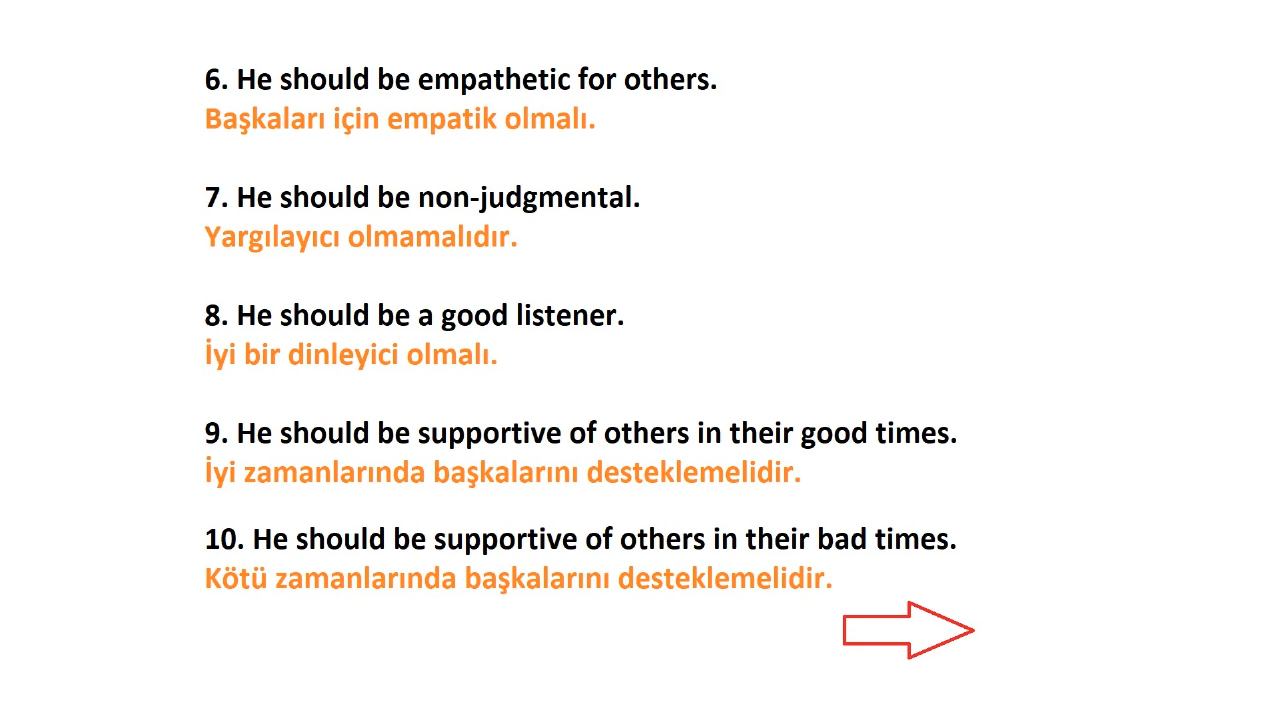 6. He should be empathetic for others.
Başkaları için empatik olmalı.
7. He should be non-judgmental.
Yargılayıcı olmamalıdır.
8. He should be a good listener.
İyi bir dinleyici olmalı.
9. He should be supportive of others in their good times.
İyi zamanlarında başkalarını desteklemelidir.
10. He should be supportive of others in their bad times.
Kötü zamanlarında başkalarını desteklemelidir.